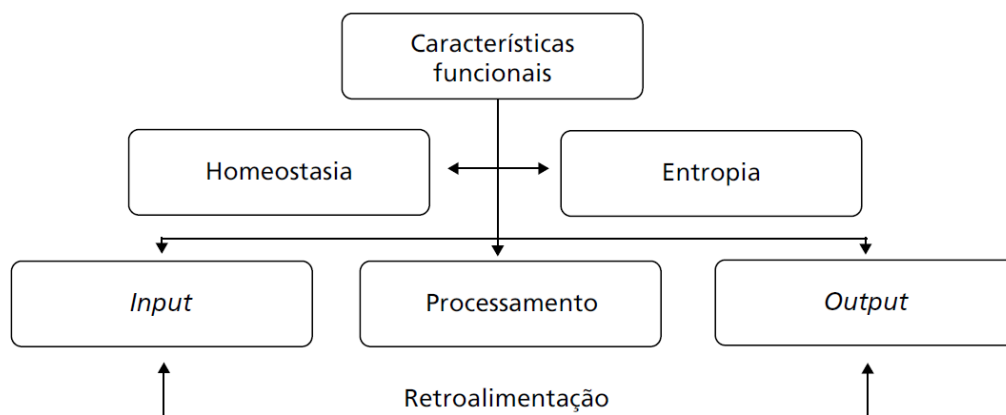 Características
funcionais
Homeostasia
Entropia
Input
Processamento
Output
Retroalimentação